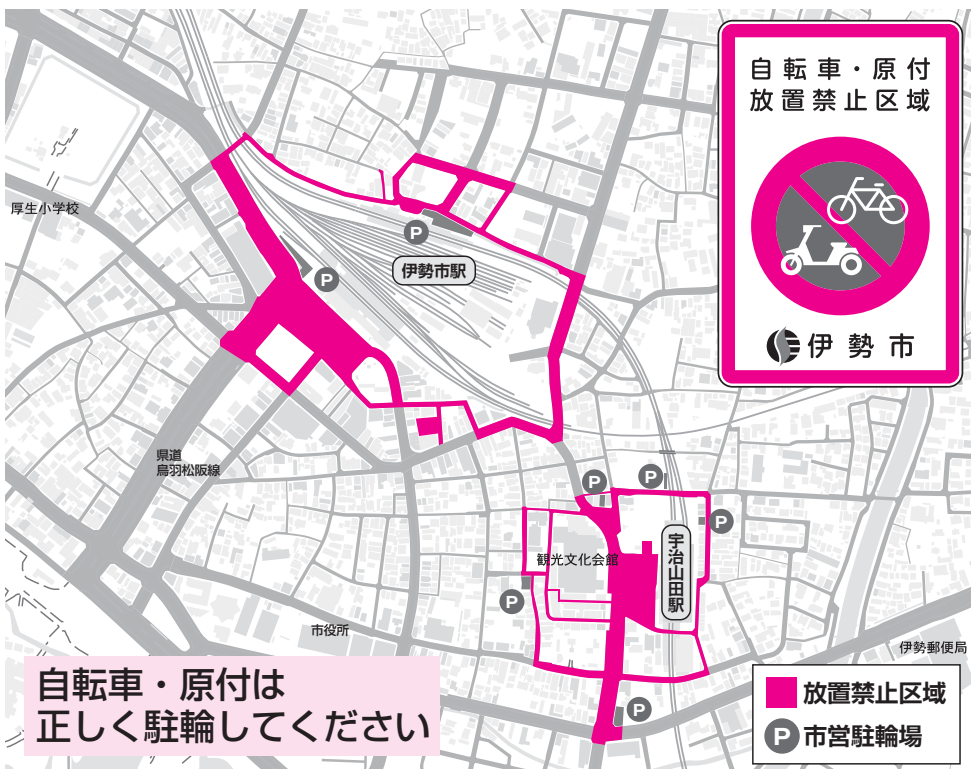 自転車・原付
放置禁止区域
伊勢市
厚生小学校
P
伊勢市駅
P
県道
鳥羽松阪線
P
P
P
観光文化会館
宇治山田駅
P
市役所
伊勢郵便局
P
自転車・原付は
正しく駐輪してください
放置禁止区域
P 市営駐輪場